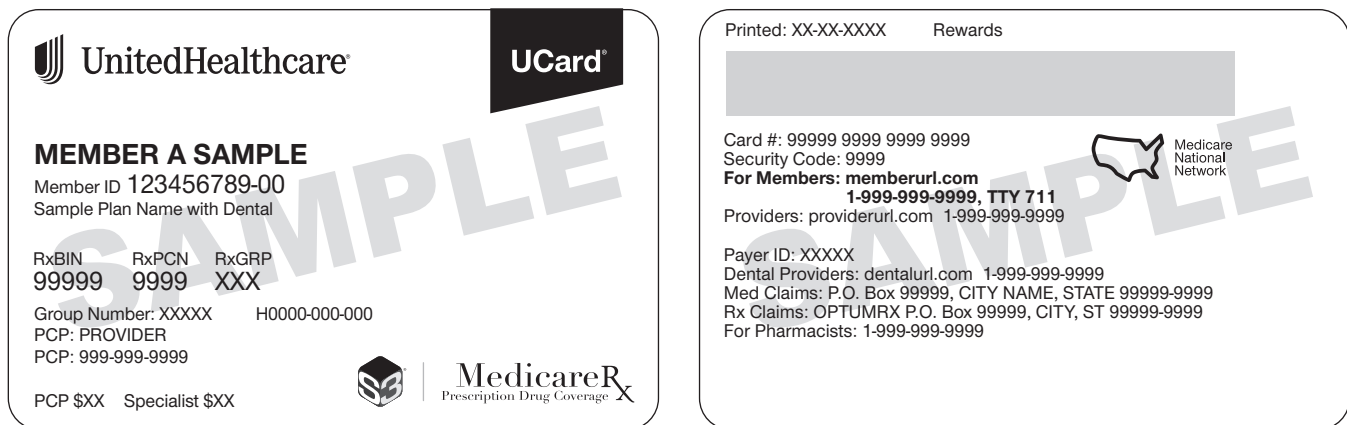 UnitedHealthcare®
UCard®
MEMBER A SAMPLE
Member ID 123456789-00
Sample Plan Name with Dental
RxBIN RxPCN RxGRP
99999 9999 XXX
Group Number: XXXXX H0000-000-000
PCP: PROVIDER
PCP: 999-999-9999
PCP $XX Specialist $XX
S3
MedicareRx
Prescription Drug Coverage
SAMPLE
Printed: XX-XX-XXXX Rewards
Card #: 99999 9999 9999 9999
Security Code: 9999
For Members: memberurl.com
1-999-999-9999, TTY 711
Providers: providerurl.com 1-999-999-9999
Medicare
National
Network
Payer ID: XXXXX
Dental Providers: dentalurl.com 1-999-999-9999
Med Claims: P.O. Box 99999, CITY NAME, STATE 99999-9999
Rx Claims: OPTUMRX P.O. Box 99999, CITY, ST 99999-9999
For Pharmacists: 1-999-999-9999
SAMPLE